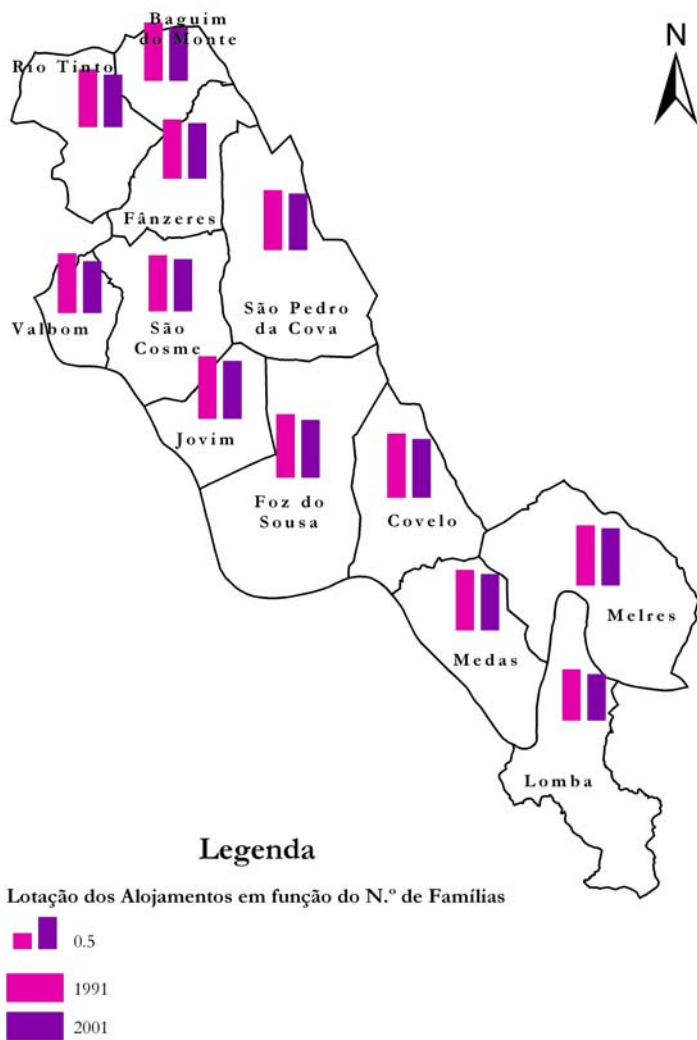 Baguim
do Monte
N
Rio Tinto
Fânzeres
São Pedro
da Cova
Valbom
São
Cosme
Jovim
Foz do
Sousa
Covelo
Melres
Medas
Lomba
Legenda
Lotação dos Alojamentos em função do N.º de Famílias
0.5
1991
2001